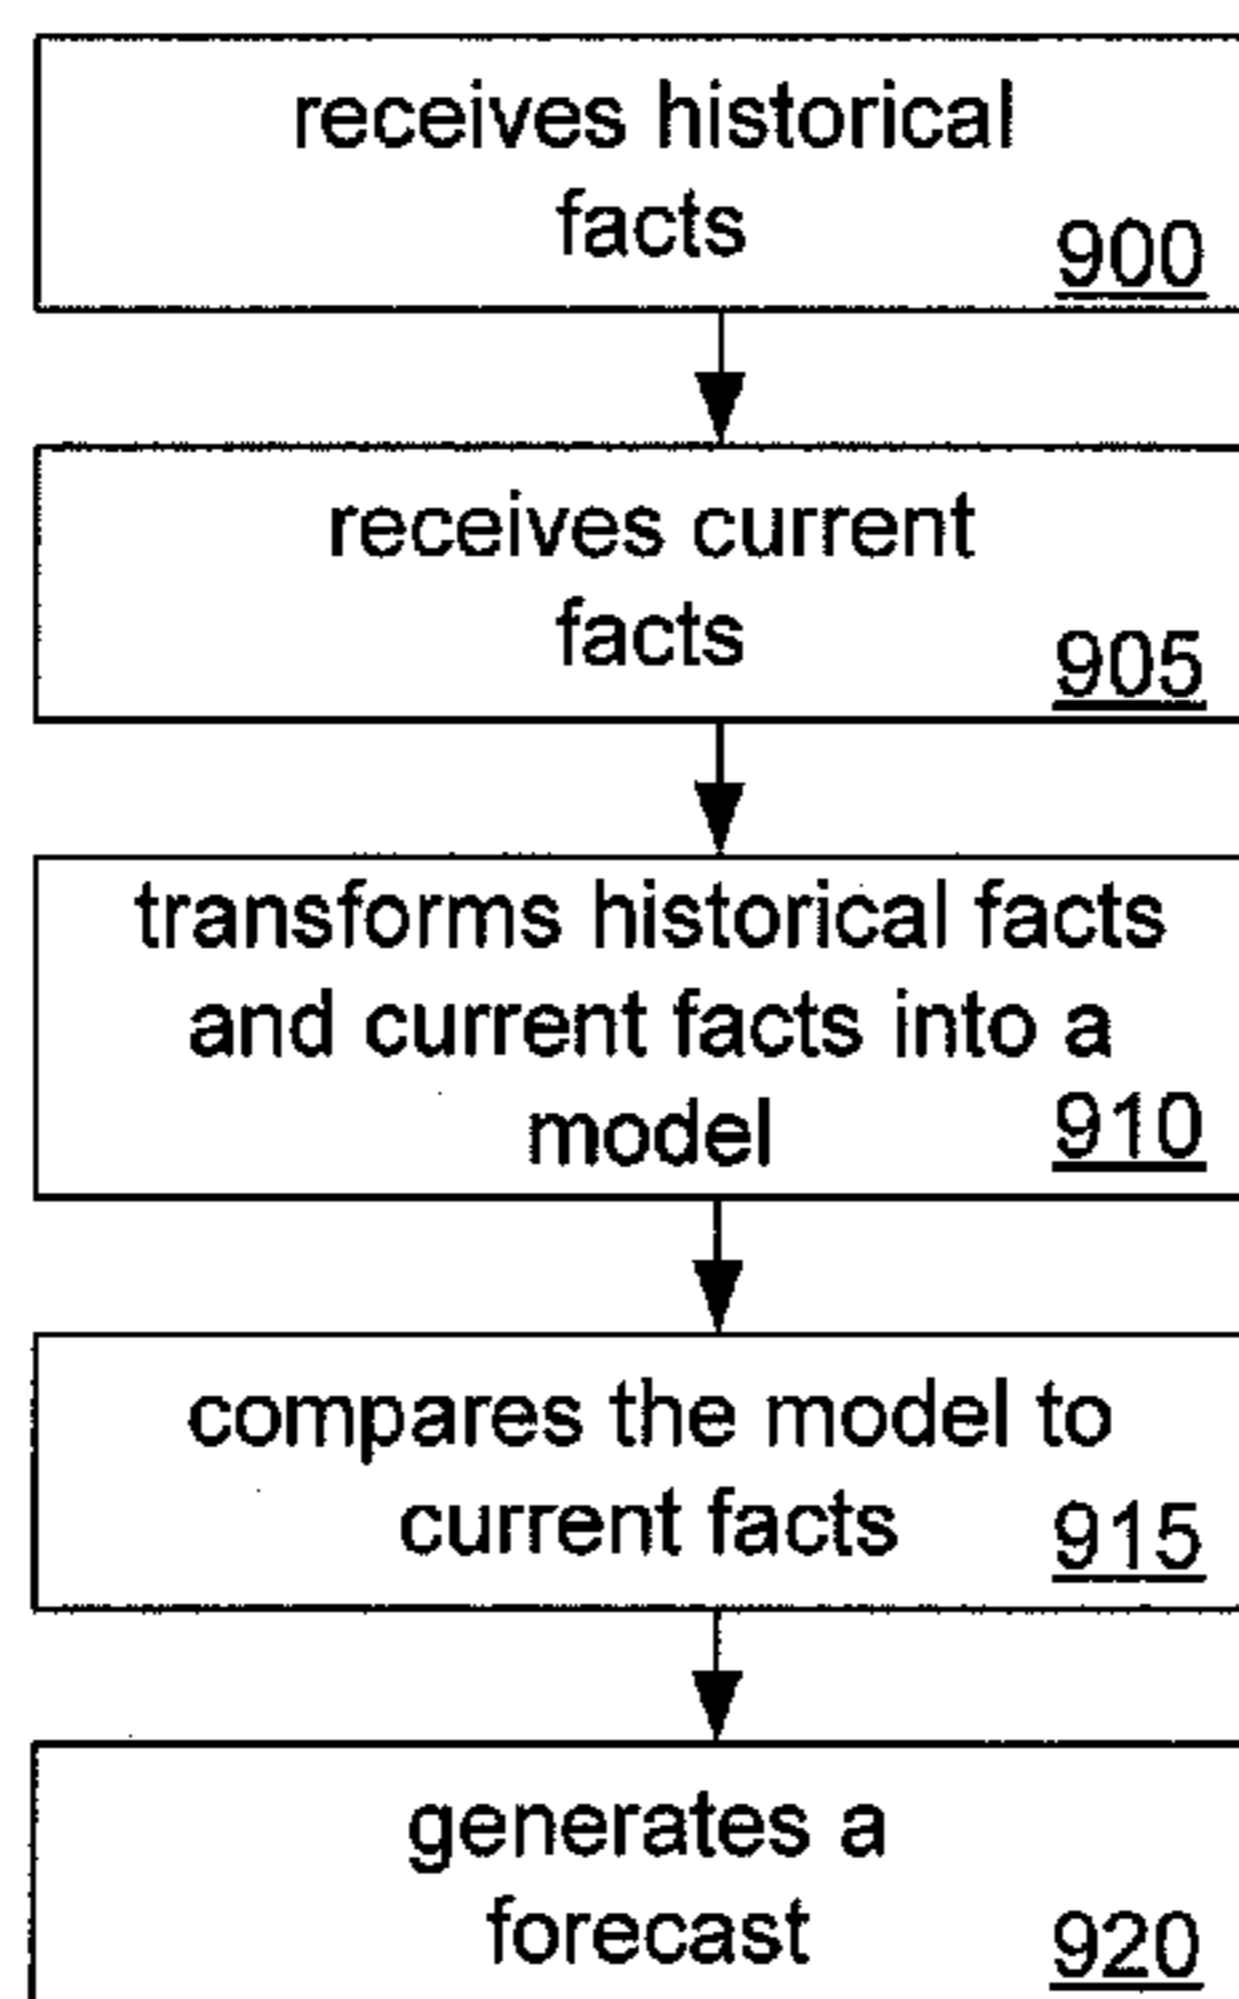 receives historical
facts
900
receives current
facts
905
transforms historical facts
and current facts into a
model
910
compares the model to
current facts
915
generates a
forecast
920